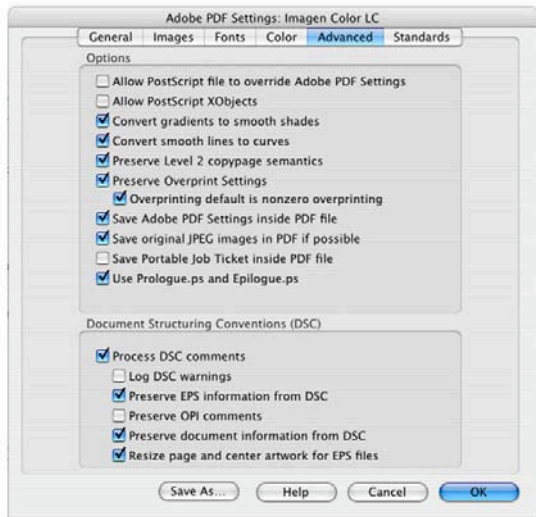 Adobe PDF Settings: Imagen Color LC
General Images Fonts Color Advanced Standards
Options
Allow PostScript file to override Adobe PDF Settings
Allow PostScript XObjects
Convert gradients to smooth shades
Convert smooth lines to curves
Preserve Level 2 copypage semantics
Preserve Overprint Settings
Overprinting default is nonzero overprinting
Save Adobe PDF Settings inside PDF file
Save original JPEG images in PDF if possible
Save Portable Job Ticket inside PDF file
Use Prologue.ps and Epilogue.ps
Document Structuring Conventions (DSC)
Process DSC comments
Log DSC warnings
Preserve EPS information from DSC
Preserve OPI comments
Preserve document information from DSC
Resize page and center artwork for EPS files
Save As... Help Cancel OK